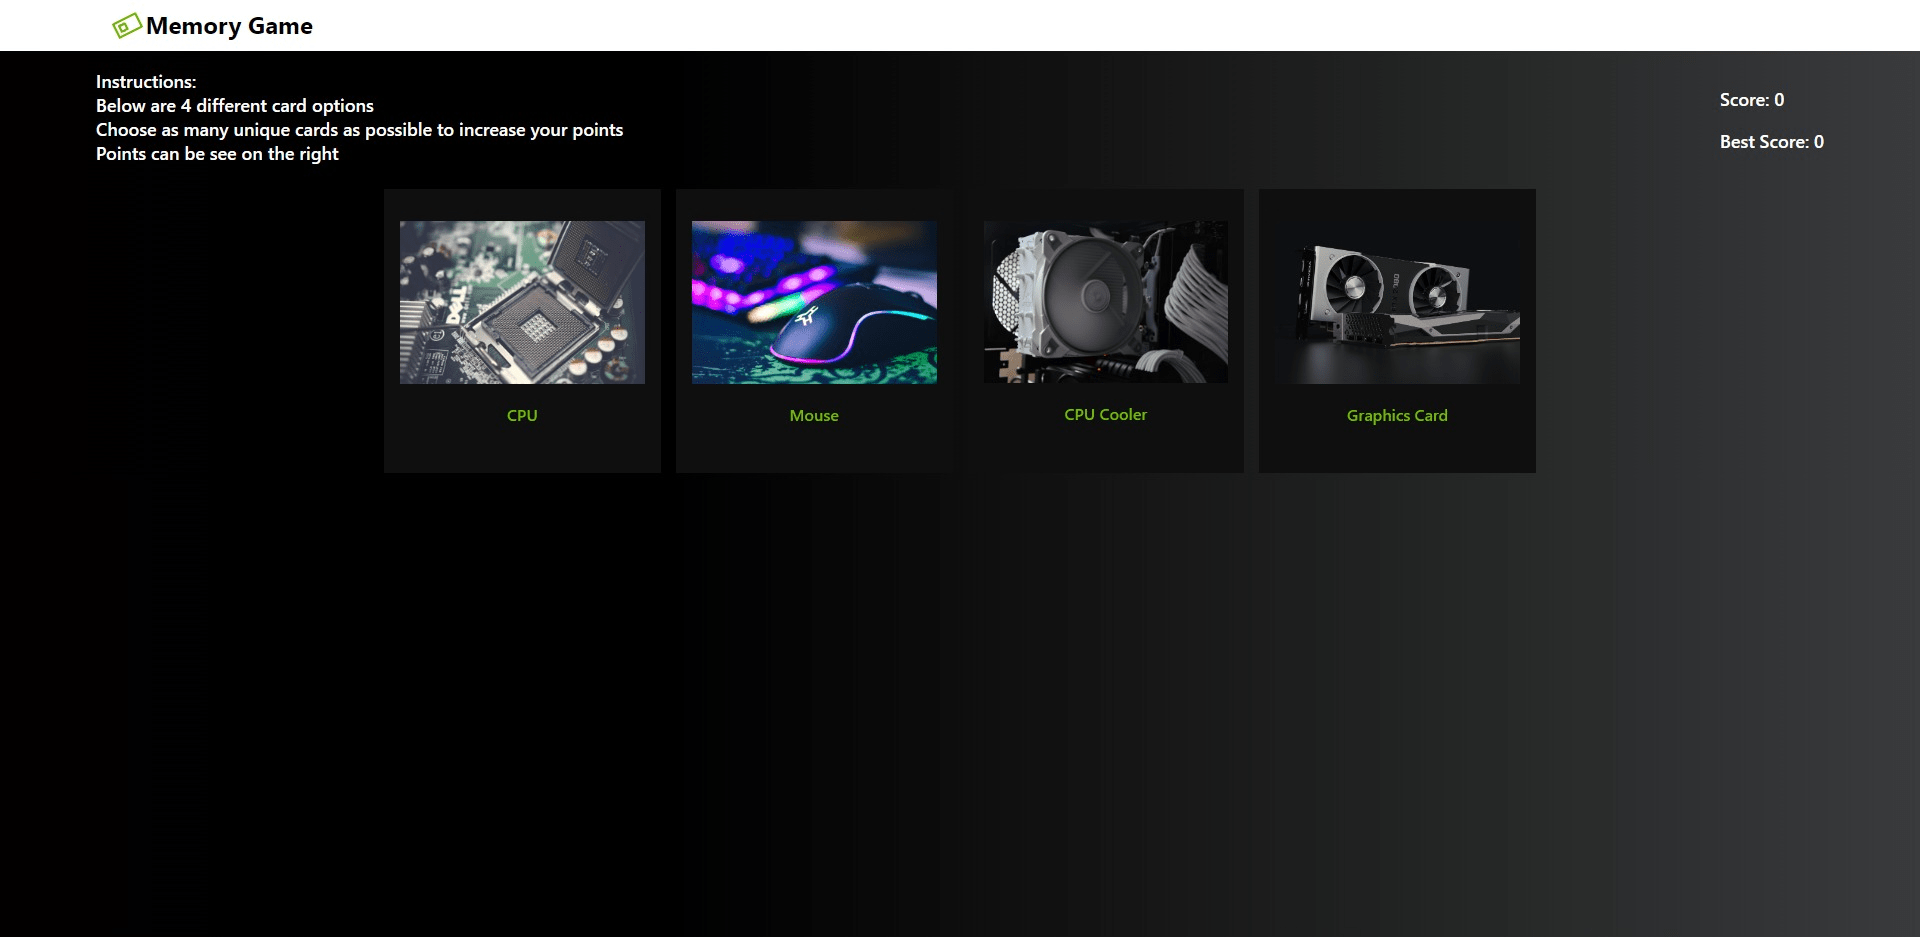 Memory Game
Instructions:
Below are 4 different card options
Choose as many unique cards as possible to increase your points
Points can be see on the right
Score: 0
Best Score: 0
DELL
CPU
Mouse
CPU Cooler
Graphics Card